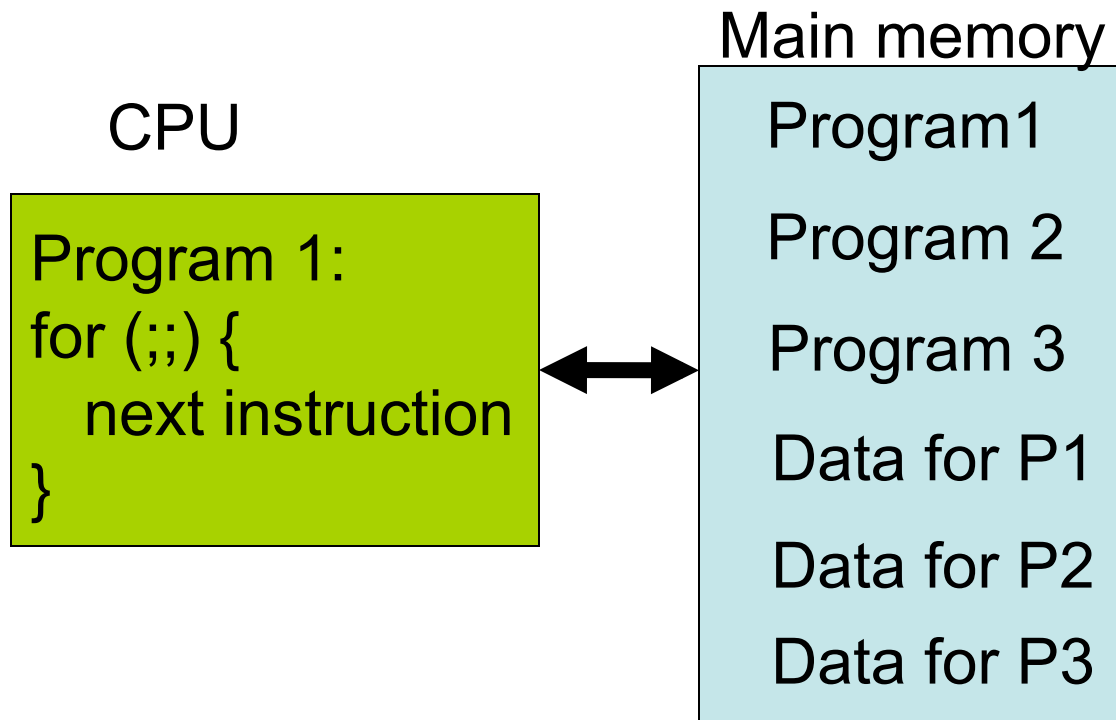 CPU
Program 1:
for (;;) {
next instruction
}
Main memory
Program1
Program 2
Program 3
Data for P1
Data for P2
Data for P3